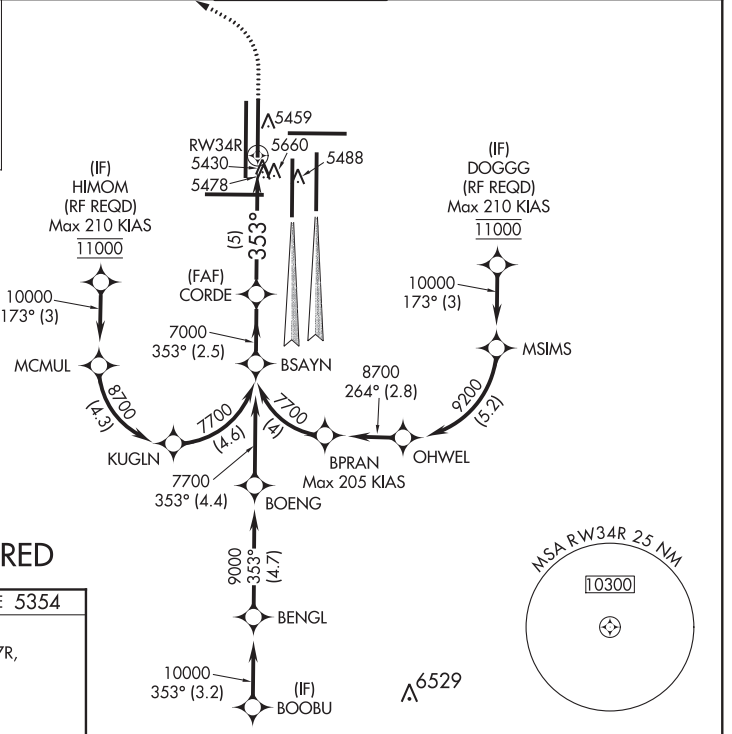 5459
RW34R
5660
5430
5488
5478
(IF)
HIMOM
(RF REQD)
Max 210 KIAS
11000
(IF)
DOGGG
(RF REQD)
Max 210 KIAS
11000
(5)
353°
10000
173° (3)
(FAF)
CORDE
10000
173° (3)
7000
353° (2.5)
BSAYN
MCMUL
MSIMS
8700
(4.3)
8700
264° (2.8)
9200
(5.2)
7700
(4.6)
7700
(4)
KUGLN
BPRAN
Max 205 KIAS
OHWEL
7700
353° (4.4)
BOENG
RED
9000
353°
(4.7)
MSA RW34R 25 NM
10300
E 5354
BENGL
7R,
10000
353° (3.2)
(IF)
BOOBU
6529